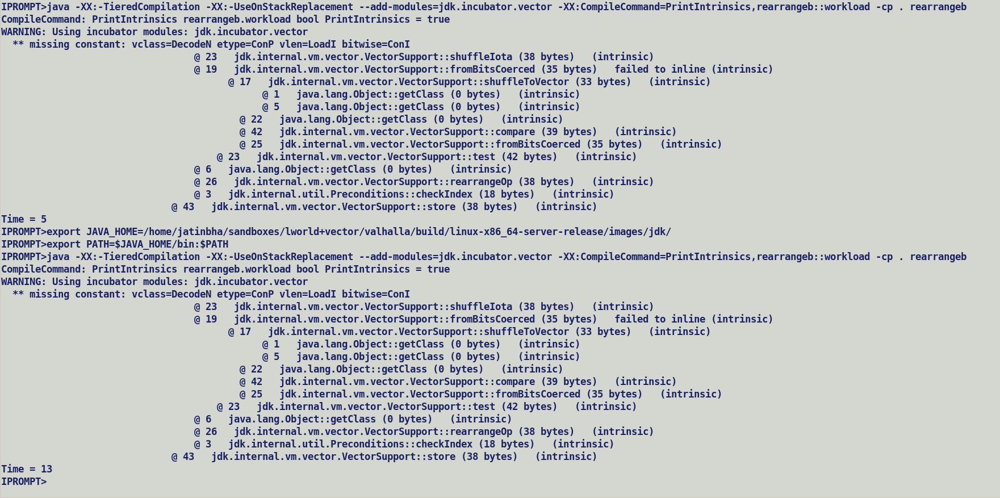 IPROMPT>java -XX:-TieredCompilation -XX:-UseOnStackReplacement --add-modules=jdk.incubator.vector -XX:CompileCommand=PrintIntrinsics,rearrangeb::workload -cp . rearrangeb
CompileCommand: PrintIntrinsics rearrangeb.workload bool PrintIntrinsics = true
WARNING: Using incubator modules: jdk.incubator.vector
  ** missing constant: vclass=DecodeN etype=ConP vlen=LoadI bitwise=ConI
                                  @ 23   jdk.internal.vm.vector.VectorSupport::shuffleIota (38 bytes)   (intrinsic)
                                  @ 19   jdk.internal.vm.vector.VectorSupport::fromBitsCoerced (35 bytes)   failed to inline (intrinsic)
                                        @ 17   jdk.internal.vm.vector.VectorSupport::shuffleToVector (33 bytes)   (intrinsic)
                                              @ 1   java.lang.Object::getClass (0 bytes)   (intrinsic)
                                              @ 5   java.lang.Object::getClass (0 bytes)   (intrinsic)
                                          @ 22   java.lang.Object::getClass (0 bytes)   (intrinsic)
                                          @ 42   jdk.internal.vm.vector.VectorSupport::compare (39 bytes)   (intrinsic)
                                          @ 25   jdk.internal.vm.vector.VectorSupport::fromBitsCoerced (35 bytes)   (intrinsic)
                                      @ 23   jdk.internal.vm.vector.VectorSupport::test (42 bytes)   (intrinsic)
                                  @ 6   java.lang.Object::getClass (0 bytes)   (intrinsic)
                                  @ 26   jdk.internal.vm.vector.VectorSupport::rearrangeOp (38 bytes)   (intrinsic)
                                  @ 3   jdk.internal.util.Preconditions::checkIndex (18 bytes)   (intrinsic)
                              @ 43   jdk.internal.vm.vector.VectorSupport::store (38 bytes)   (intrinsic)
Time = 5
IPROMPT>export JAVA_HOME=/home/jatinbha/sandboxes/lworld+vector/valhalla/build/linux-x86_64-server-release/images/jdk/
IPROMPT>export PATH=$JAVA_HOME/bin:$PATH
IPROMPT>java -XX:-TieredCompilation -XX:-UseOnStackReplacement --add-modules=jdk.incubator.vector -XX:CompileCommand=PrintIntrinsics,rearrangeb::workload -cp . rearrangeb
CompileCommand: PrintIntrinsics rearrangeb.workload bool PrintIntrinsics = true
WARNING: Using incubator modules: jdk.incubator.vector
  ** missing constant: vclass=DecodeN etype=ConP vlen=LoadI bitwise=ConI
                                  @ 23   jdk.internal.vm.vector.VectorSupport::shuffleIota (38 bytes)   (intrinsic)
                                  @ 19   jdk.internal.vm.vector.VectorSupport::fromBitsCoerced (35 bytes)   failed to inline (intrinsic)
                                        @ 17   jdk.internal.vm.vector.VectorSupport::shuffleToVector (33 bytes)   (intrinsic)
                                              @ 1   java.lang.Object::getClass (0 bytes)   (intrinsic)
                                              @ 5   java.lang.Object::getClass (0 bytes)   (intrinsic)
                                          @ 22   java.lang.Object::getClass (0 bytes)   (intrinsic)
                                          @ 42   jdk.internal.vm.vector.VectorSupport::compare (39 bytes)   (intrinsic)
                                          @ 25   jdk.internal.vm.vector.VectorSupport::fromBitsCoerced (35 bytes)   (intrinsic)
                                      @ 23   jdk.internal.vm.vector.VectorSupport::test (42 bytes)   (intrinsic)
                                  @ 6   java.lang.Object::getClass (0 bytes)   (intrinsic)
                                  @ 26   jdk.internal.vm.vector.VectorSupport::rearrangeOp (38 bytes)   (intrinsic)
                                  @ 3   jdk.internal.util.Preconditions::checkIndex (18 bytes)   (intrinsic)
                              @ 43   jdk.internal.vm.vector.VectorSupport::store (38 bytes)   (intrinsic)
Time = 13
IPROMPT>